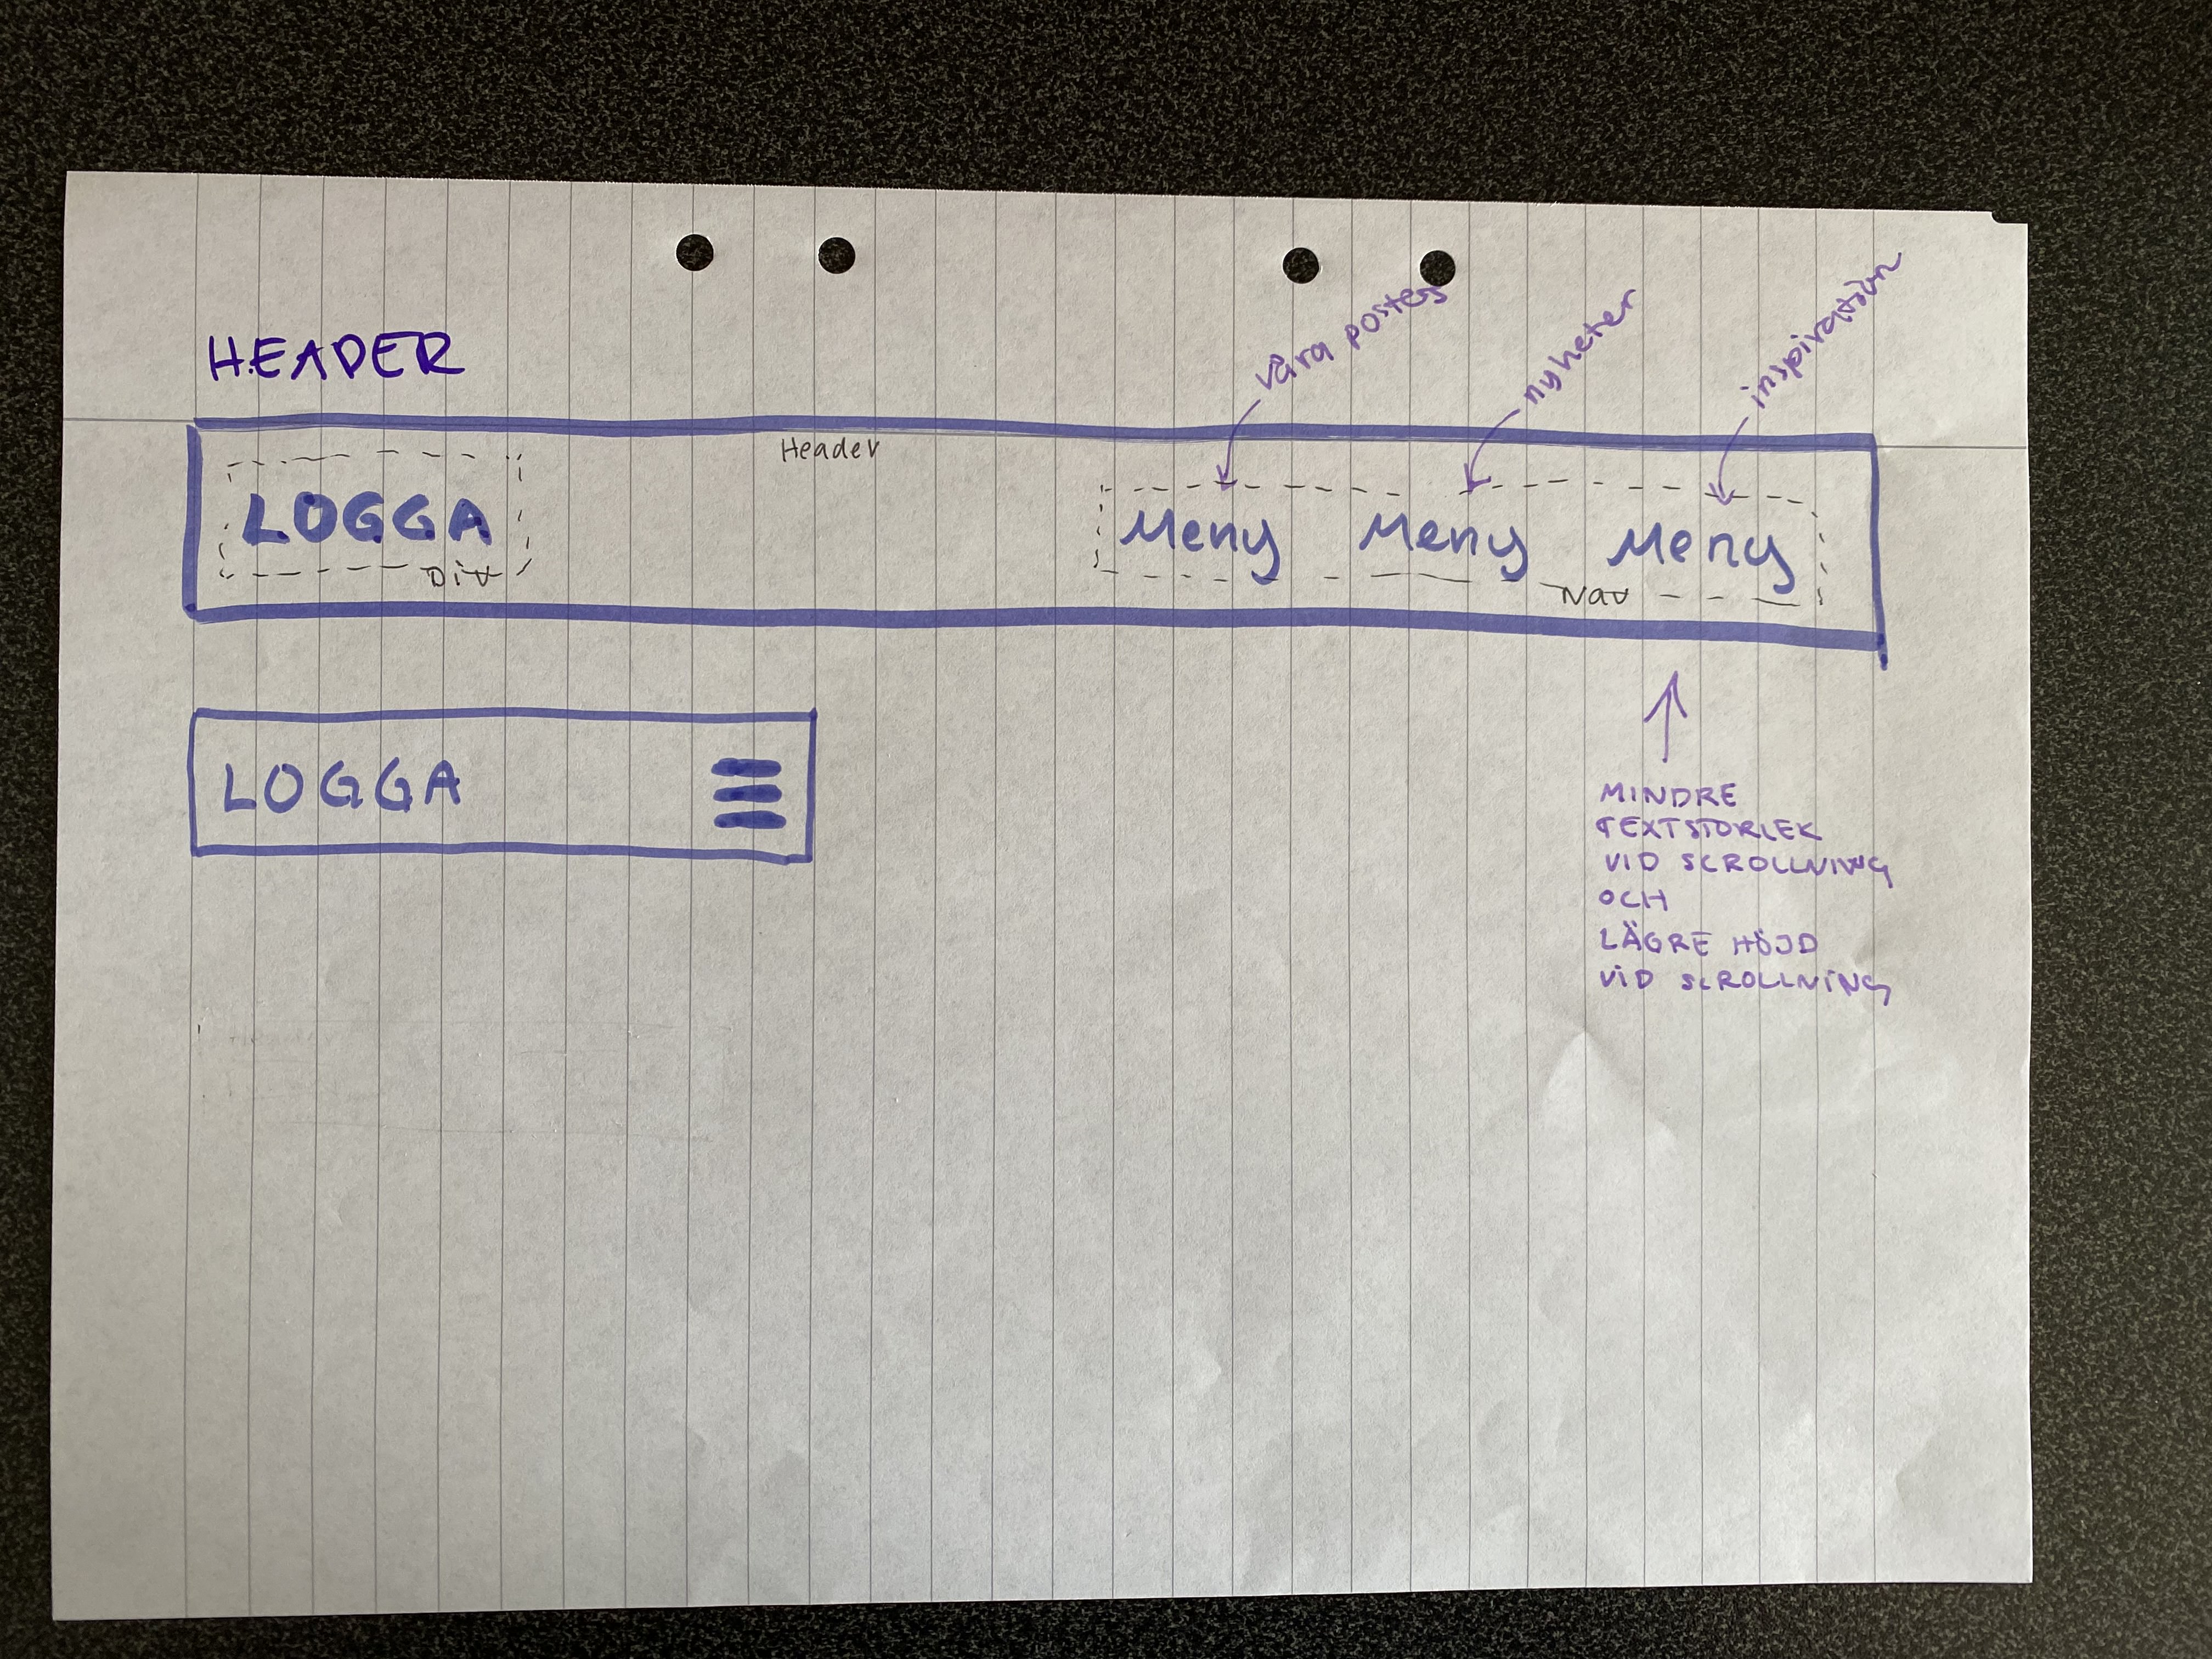 HEADER
våra posters
nyheter
inspiration
Header
LOGGA
Meny
Meny
Meny
Div
Nav
LOGGA
MINDRE
TEXTSTORLEK
VID SCROLLNING
OCH
LÄGRE HÖJD
VID SCROLLNING